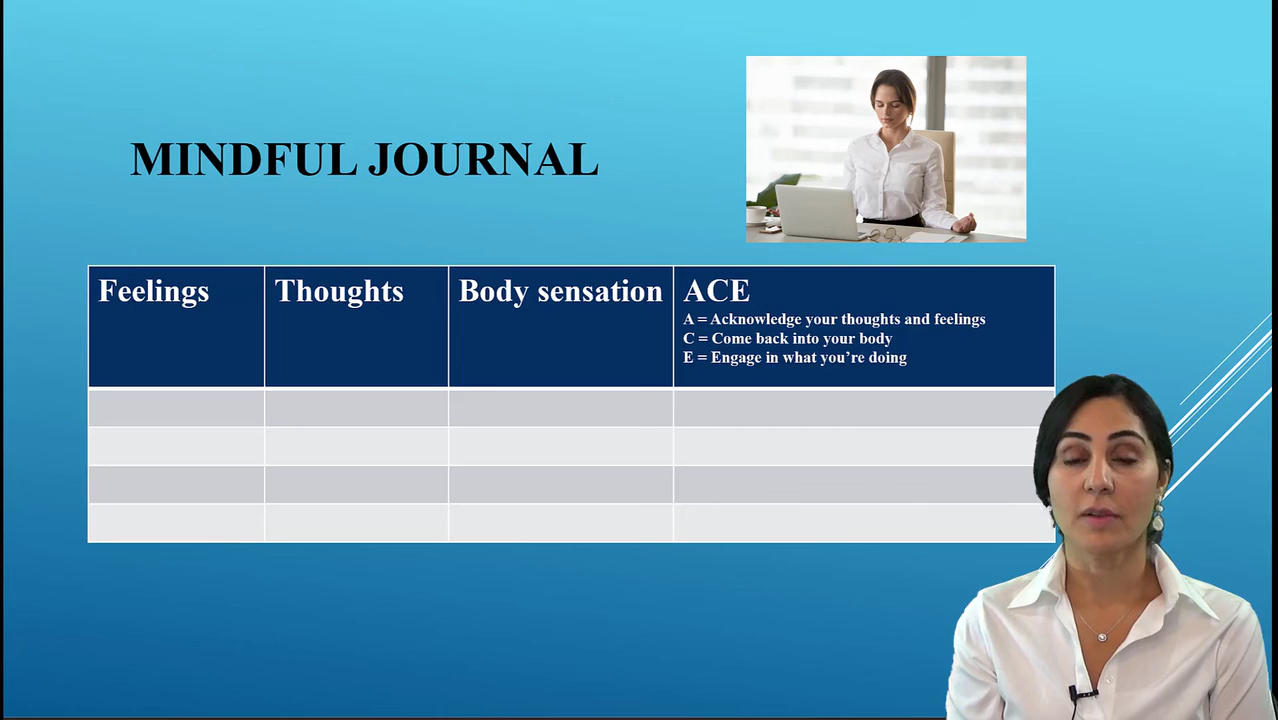 MINDFUL JOURNAL
Feelings
Thoughts
Body sensation
ACE
A = Acknowledge your thoughts and feelings
C = Come back into your body
E = Engage in what you’re doing